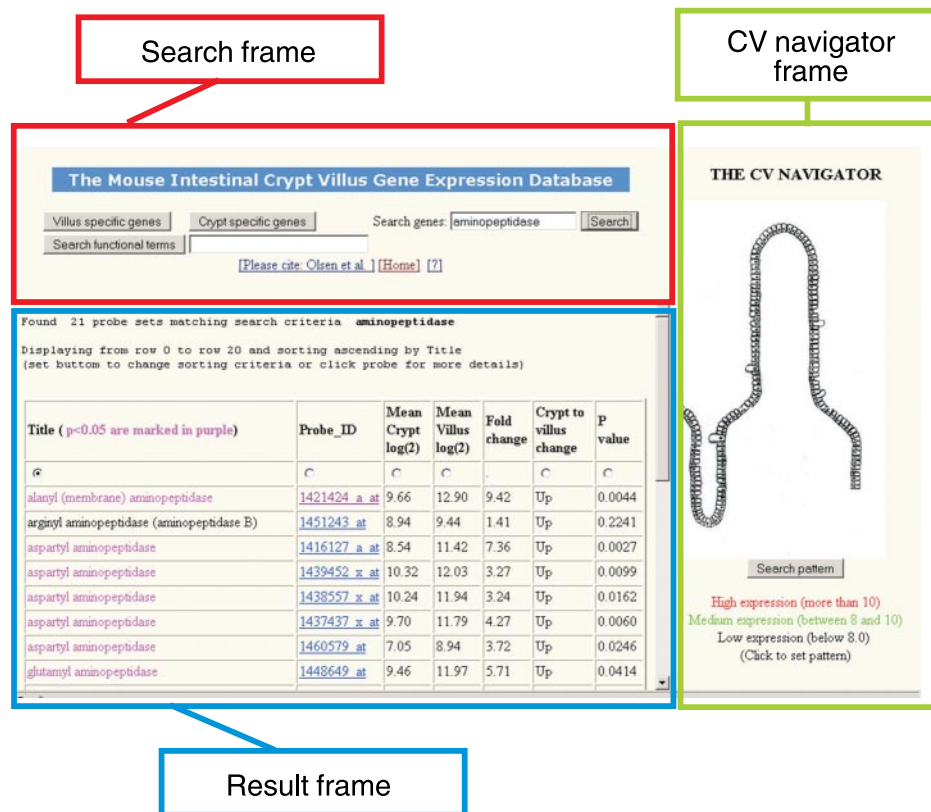 Search frame
CV navigator
frame
The Mouse Intestinal Crypt Villus Gene Expression Database
Villus specific genes Crypt specific genes Search genes: aminopeptidase Search
Search functional terms
[Please cite: Olsen et al. ] [Home] [?]
Found 21 probe sets matching search criteria aminopeptidase
Displaying from row 0 to row 20 and sorting ascending by Title
(set buttom to change sorting criteria or click probe for more details)
Title ( p<0.05 are marked in purple) Probe_ID Mean Crypt log(2) Mean Villus log(2) Fold change Crypt to villus change P value
alanyl (membrane) aminopeptidase 1421424_a_at 9.66 12.90 9.42 Up 0.0044
arginyl aminopeptidase (aminopeptidase B) 1451243_at 8.94 9.44 1.41 Up 0.2241
aspartyl aminopeptidase 1416127_a_at 8.54 11.42 7.36 Up 0.0027
aspartyl aminopeptidase 1439452_x_at 10.32 12.03 3.27 Up 0.0099
aspartyl aminopeptidase 1438557_x_at 10.24 11.94 3.24 Up 0.0162
aspartyl aminopeptidase 1437437_x_at 9.70 11.79 4.27 Up 0.0060
aspartyl aminopeptidase 1460579_at 7.05 8.94 3.72 Up 0.0246
glutamyl aminopeptidase 1448649_at 9.46 11.97 5.71 Up 0.0414
THE CV NAVIGATOR
Search pattern
High expression (more than 10)
Medium expression (between 8 and 10)
Low expression (below 8.0)
(Click to set pattern)
Result frame